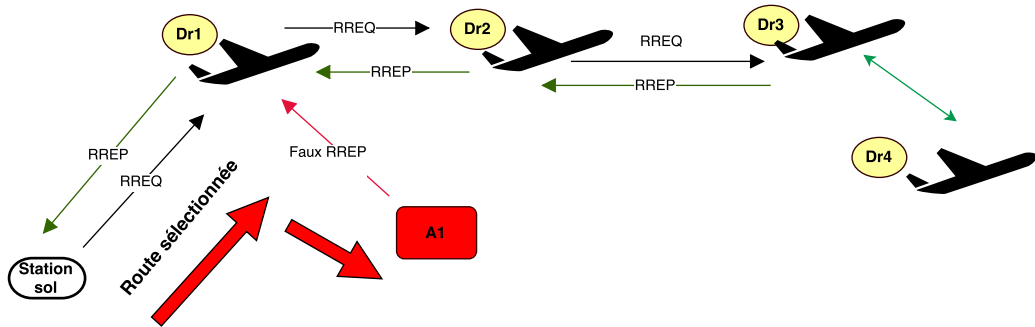 Dr1
RREQ
Dr2
RREQ
Dr3
RREP
RREP
RREP
RREQ
Faux RREP
Dr4
Route sélectionnée
A1
Station
sol